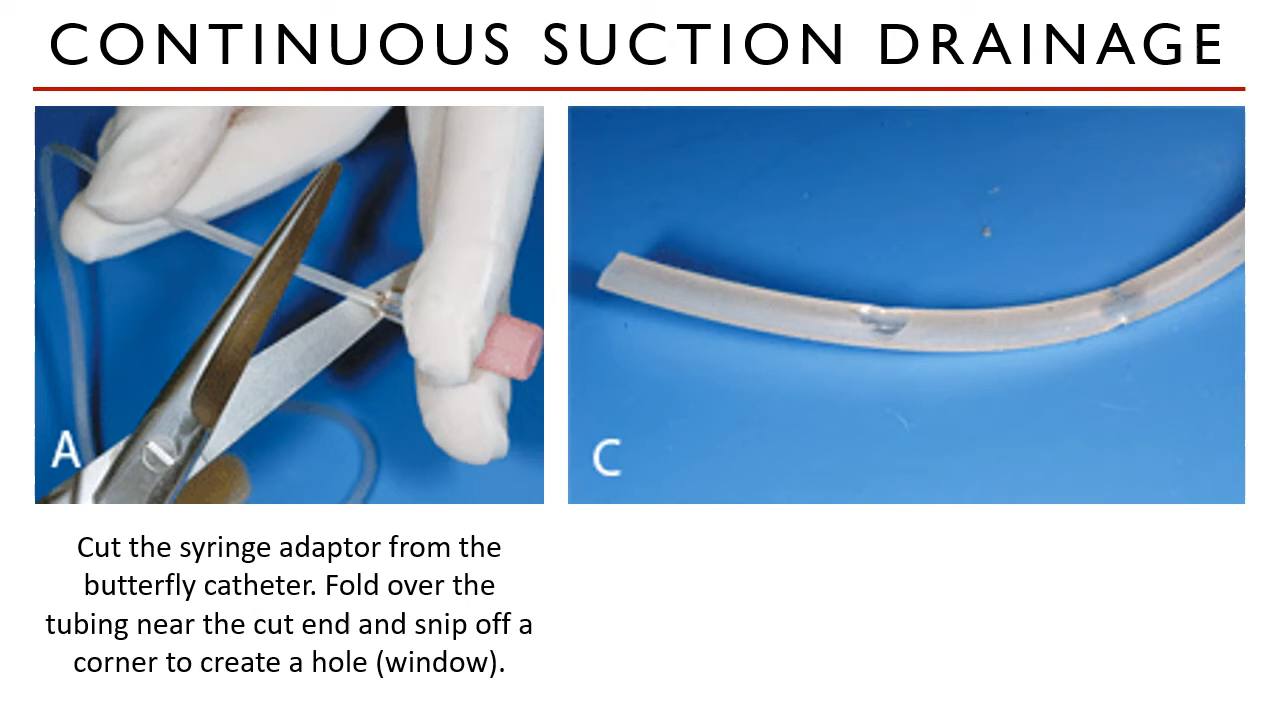 CONTINUOUS SUCTION DRAINAGE
A
C
Cut the syringe adaptor from the
butterfly catheter. Fold over the
tubing near the cut end and snip off a
corner to create a hole (window).